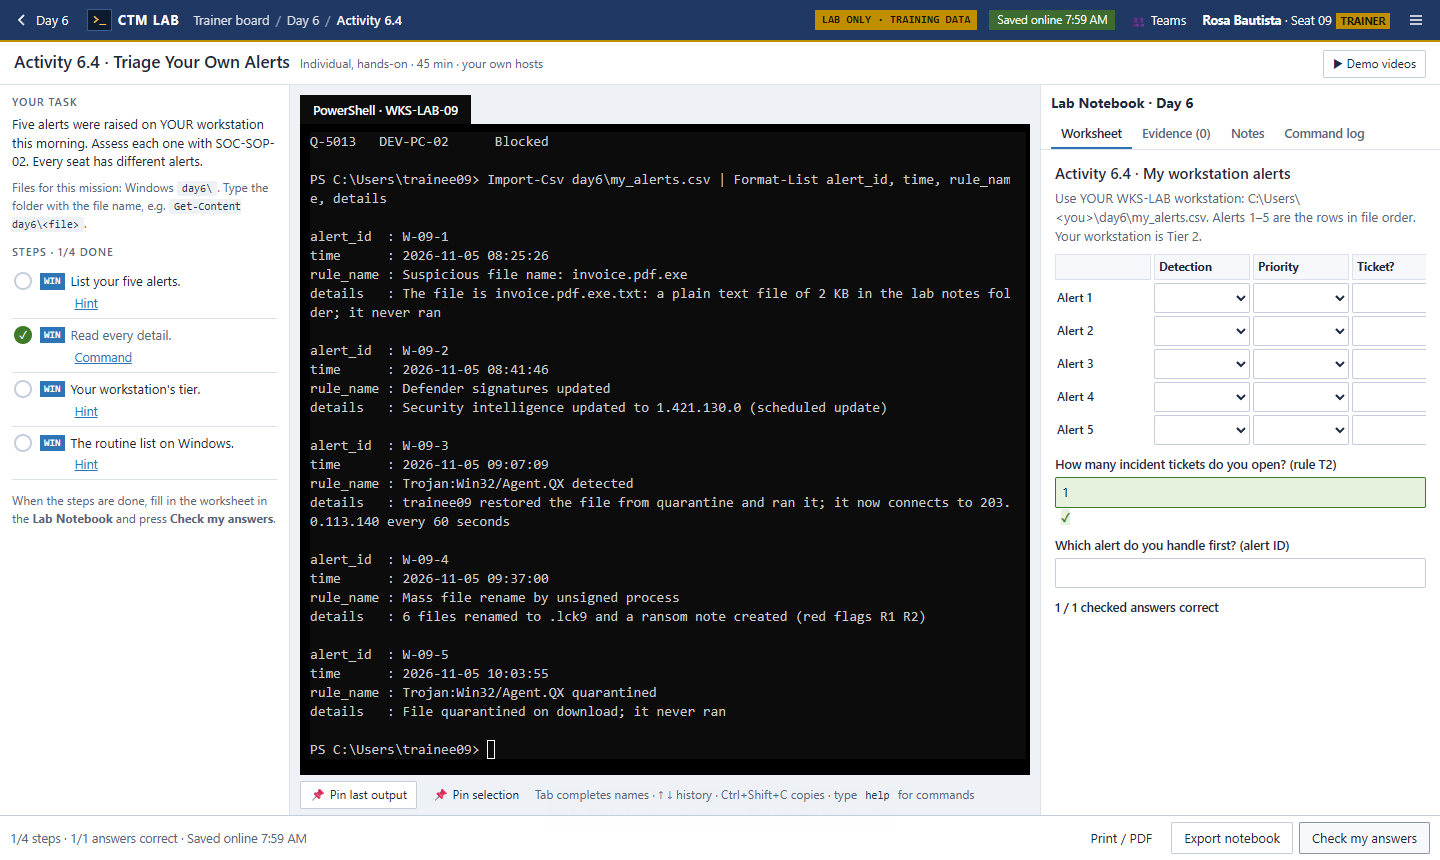 Day 6
>_ CTM LAB
Trainer board / Day 6 / Activity 6.4
LAB ONLY · TRAINING DATA
Saved online 7:59 AM
Teams
Rosa Bautista · Seat 09 TRAINER
Activity 6.4 · Triage Your Own Alerts
Individual, hands-on · 45 min · your own hosts
▶ Demo videos
YOUR TASK
Five alerts were raised on YOUR workstation
this morning. Assess each one with SOC-SOP-
02. Every seat has different alerts.
Files for this mission: Windows day6\ . Type the
folder with the file name, e.g. Get-Content
day6\<file> .
STEPS · 1/4 DONE
WIN List your five alerts.
Hint
✓ WIN Read every detail.
Command
WIN Your workstation's tier.
Hint
WIN The routine list on Windows.
Hint
When the steps are done, fill in the worksheet in
the Lab Notebook and press Check my answers.
PowerShell · WKS-LAB-09
Q-5013 DEV-PC-02 Blocked
PS C:\Users\trainee09> Import-Csv day6\my_alerts.csv | Format-List alert_id, time, rule_nam
e, details
alert_id : W-09-1
time : 2026-11-05 08:25:26
rule_name : Suspicious file name: invoice.pdf.exe
details : The file is invoice.pdf.exe.txt: a plain text file of 2 KB in the lab notes fol
der; it never ran
alert_id : W-09-2
time : 2026-11-05 08:41:46
rule_name : Defender signatures updated
details : Security intelligence updated to 1.421.130.0 (scheduled update)
alert_id : W-09-3
time : 2026-11-05 09:07:09
rule_name : Trojan:Win32/Agent.QX detected
details : trainee09 restored the file from quarantine and ran it; it now connects to 203.
0.113.140 every 60 seconds
alert_id : W-09-4
time : 2026-11-05 09:37:00
rule_name : Mass file rename by unsigned process
details : 6 files renamed to .lck9 and a ransom note created (red flags R1 R2)
alert_id : W-09-5
time : 2026-11-05 10:03:55
rule_name : Trojan:Win32/Agent.QX quarantined
details : File quarantined on download; it never ran
PS C:\Users\trainee09>
Pin last output
Pin selection
Tab completes names · ↑↓ history · Ctrl+Shift+C copies · type help for commands
Lab Notebook · Day 6
Worksheet Evidence (0) Notes Command log
Activity 6.4 · My workstation alerts
Use YOUR WKS-LAB workstation: C:\Users\
<you>\day6\my_alerts.csv. Alerts 1–5 are the rows in file order.
Your workstation is Tier 2.
Detection Priority Ticket?
Alert 1
Alert 2
Alert 3
Alert 4
Alert 5
How many incident tickets do you open? (rule T2)
1
✓
Which alert do you handle first? (alert ID)
1 / 1 checked answers correct
1/4 steps · 1/1 answers correct · Saved online 7:59 AM
Print / PDF
Export notebook
Check my answers